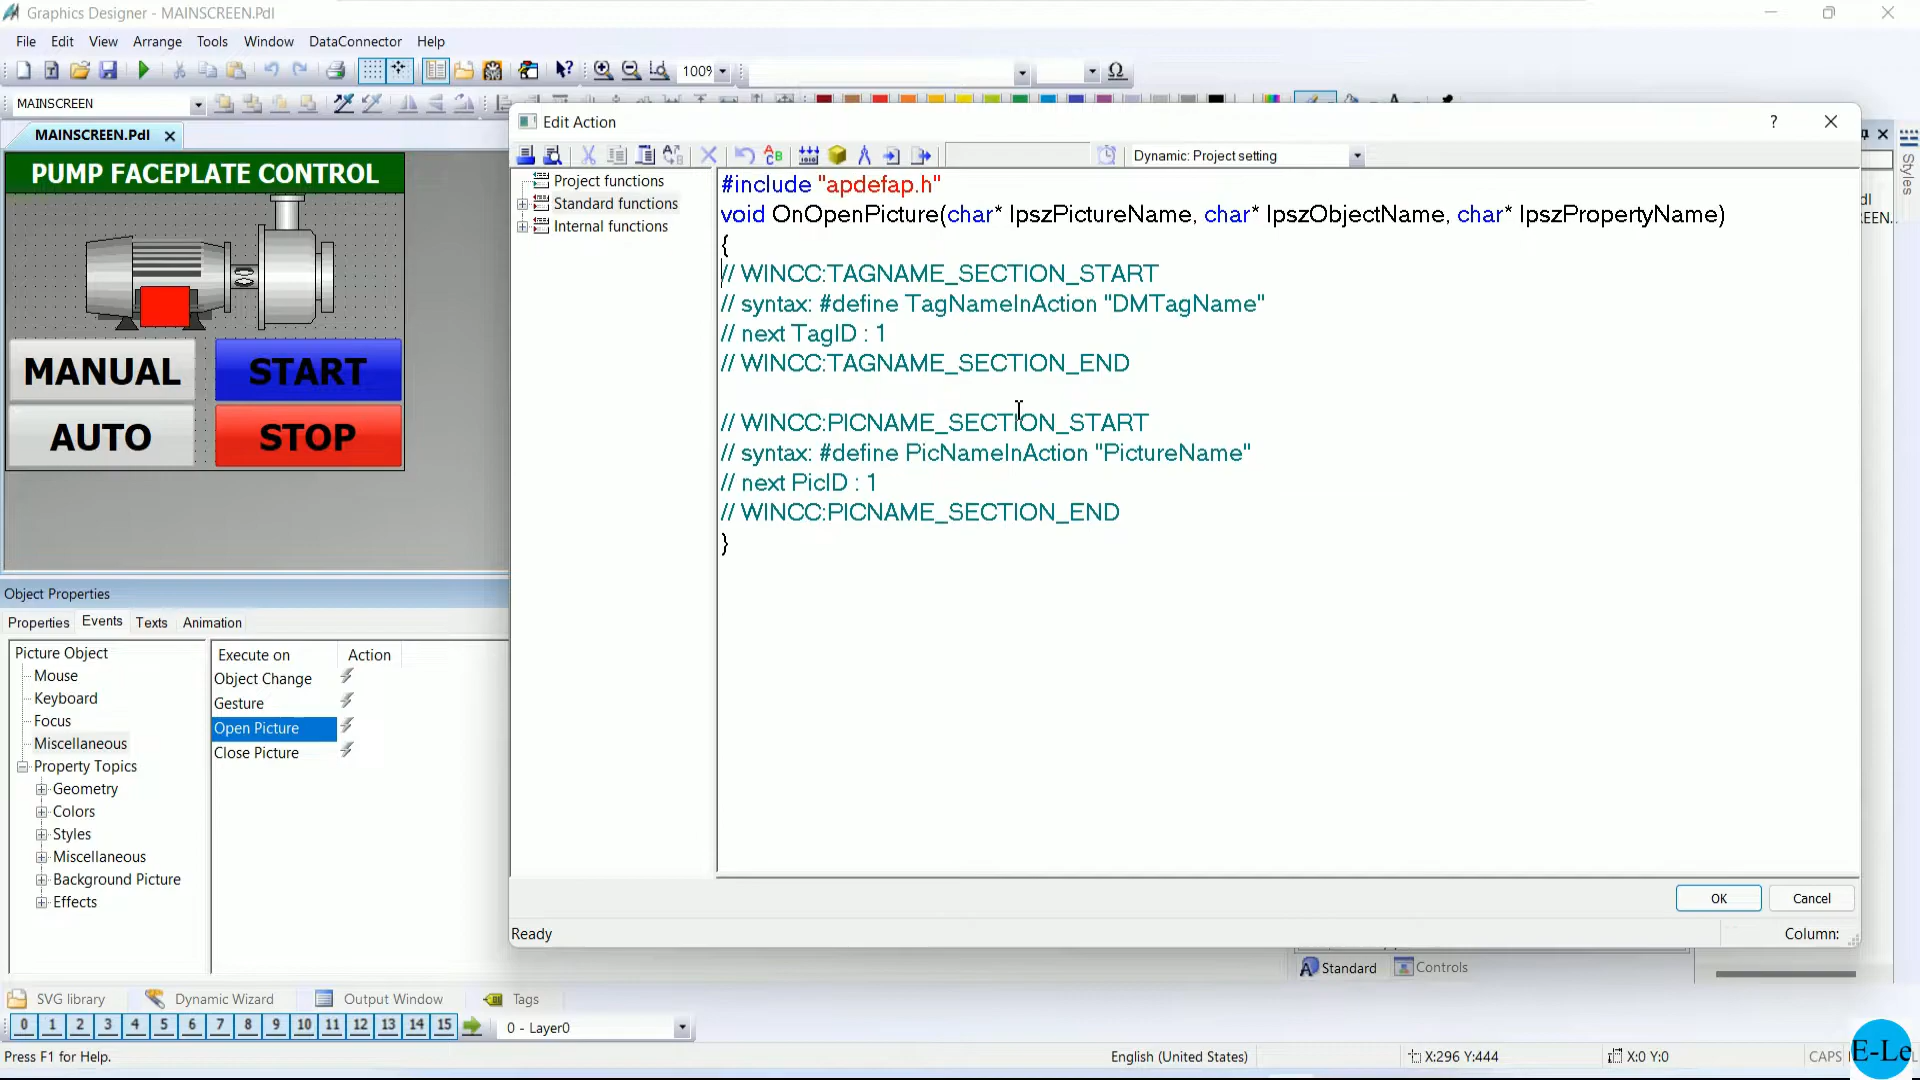 Graphics Designer - MAINSCREEN.Pdl
File Edit View Arrange Tools Window DataConnector Help
100%
MAINSCREEN
MAINSCREEN.Pdl
PUMP FACEPLATE CONTROL
MANUAL START
AUTO STOP
Edit Action
Dynamic: Project setting
Project functions
Standard functions
Internal functions
#include "apdefap.h"
void OnOpenPicture(char* lpszPictureName, char* lpszObjectName, char* lpszPropertyName)
{
// WINCC:TAGNAME_SECTION_START
// syntax: #define TagNameInAction "DMTagName"
// next TagID : 1
// WINCC:TAGNAME_SECTION_END
// WINCC:PICNAME_SECTION_START
// syntax: #define PicNameInAction "PictureName"
// next PicID : 1
// WINCC:PICNAME_SECTION_END
}
OK Cancel
Ready
Column:
Styles
Object Properties
Properties Events Texts Animation
Picture Object
Mouse
Keyboard
Focus
Miscellaneous
Property Topics
Geometry
Colors
Styles
Miscellaneous
Background Picture
Effects
Execute on Action
Object Change
Gesture
Open Picture
Close Picture
Standard Controls
SVG library Dynamic Wizard Output Window Tags
0 1 2 3 4 5 6 7 8 9 10 11 12 13 14 15 0 - Layer0
Press F1 for Help. English (United States) X:296 Y:444 X:0 Y:0 CAPS
E-Le